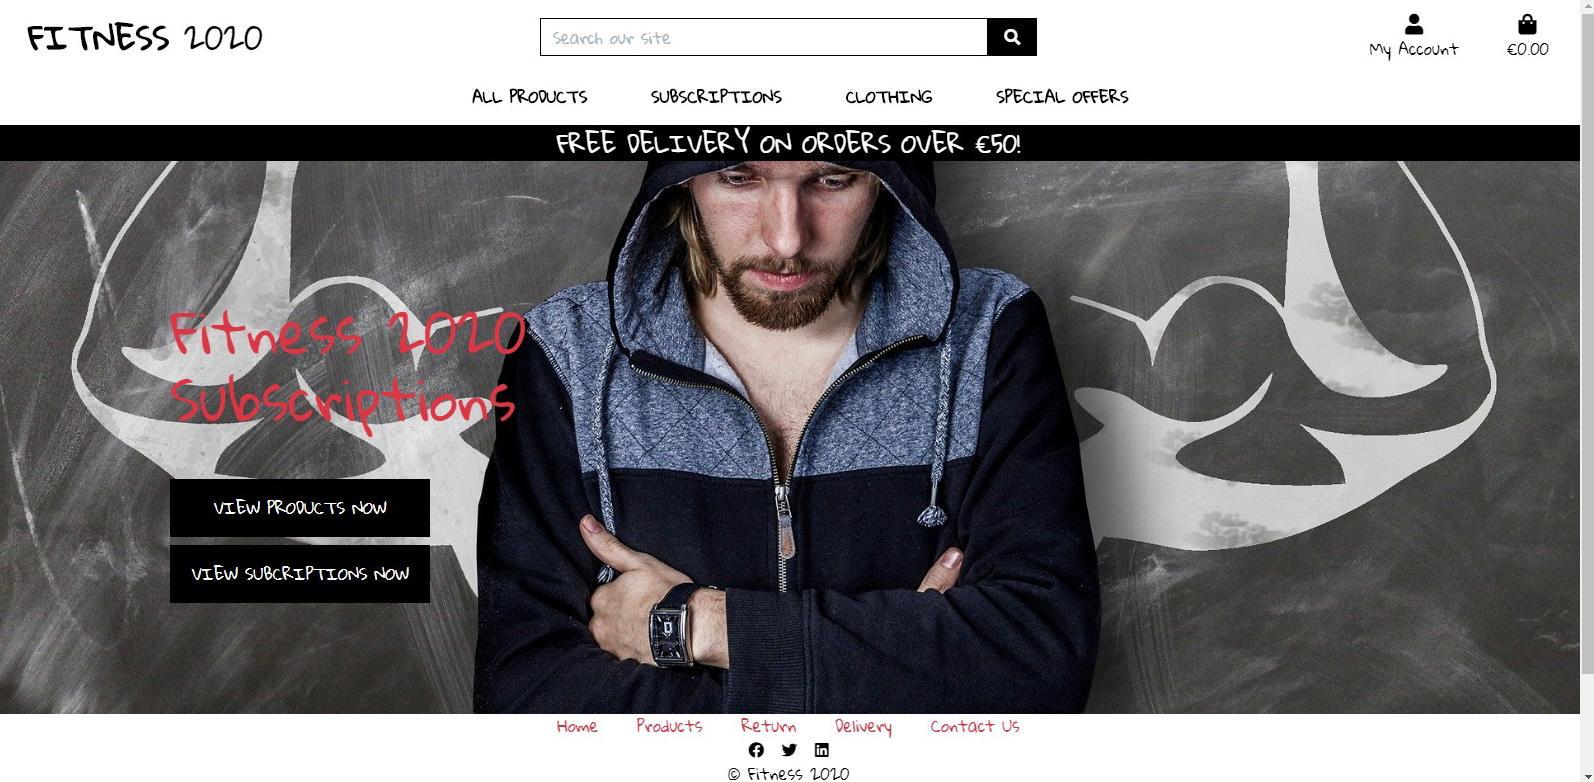 FITNESS 2020
Search our site
My Account
€0.00
ALL PRODUCTS
SUBSCRIPTIONS
CLOTHING
SPECIAL OFFERS
FREE DELIVERY ON ORDERS OVER €50!
Fitness 2020
Subscriptions
VIEW PRODUCTS NOW
VIEW SUBCRIPTIONS NOW
Home
Products
Return
Delivery
Contact Us
© Fitness 2020